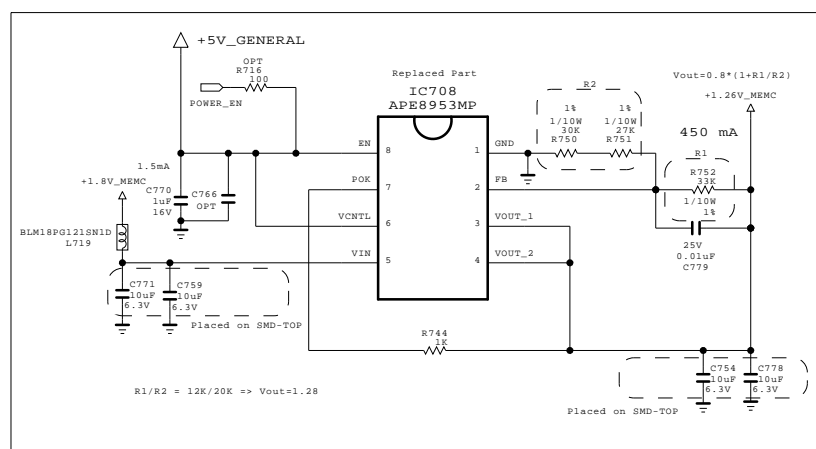 +5V_GENERAL
OPT
R716
100
POWER_EN
Replaced Part
IC708
APE8953MP
R2
1%
1/10W
30K
R750
1%
1/10W
27K
R751
Vout=0.8*(1+R1/R2)
+1.26V_MEMC
450 mA
R1
R752
33K
1/10W
1%
25V
0.01uF
C779
EN
8
1
GND
POK
7
2
FB
VCNTL
6
3
VOUT_1
VIN
5
4
VOUT_2
1.5mA
+1.8V_MEMC
C770
1uF
16V
C766
OPT
BLM18PG121SN1D
L719
C771
10uF
6.3V
C759
10uF
6.3V
Placed on SMD-TOP
R744
1K
C754
10uF
6.3V
C778
10uF
6.3V
Placed on SMD-TOP
R1/R2 = 12K/20K => Vout=1.28